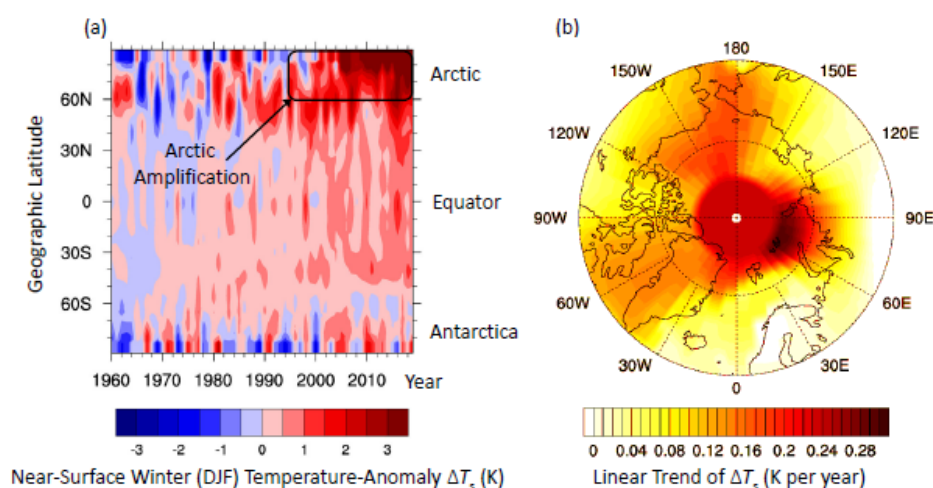 (a)
Geographic Latitude
60N
30N
0
30S
60S
Arctic
Equator
Antarctica
Arctic
Amplification
1960 1970 1980 1990 2000 2010 Year
-3 -2 -1 0 1 2 3
Near-Surface Winter (DJF) Temperature-Anomaly ΔTs (K)
(b)
180
150W 150E
120W 120E
90W 90E
60W 60E
30W 30E
0
0 0.04 0.08 0.12 0.16 0.2 0.24 0.28
Linear Trend of ΔTs (K per year)